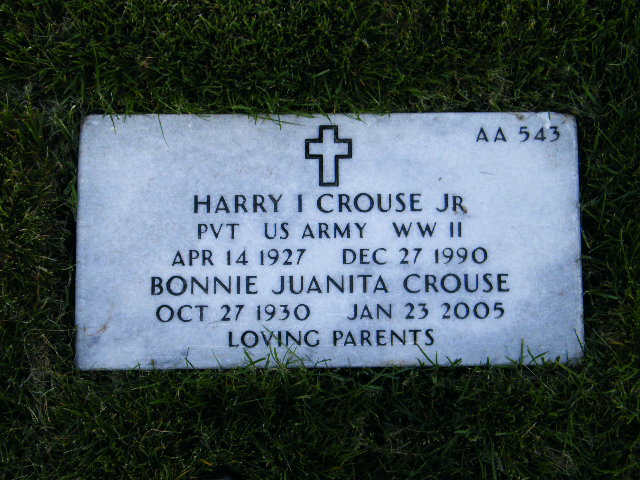 AA 543
HARRY I CROUSE JR
PVT US ARMY WW II
APR 14 1927 DEC 27 1990
BONNIE JUANITA CROUSE
OCT 27 1930 JAN 23 2005
LOVING PARENTS